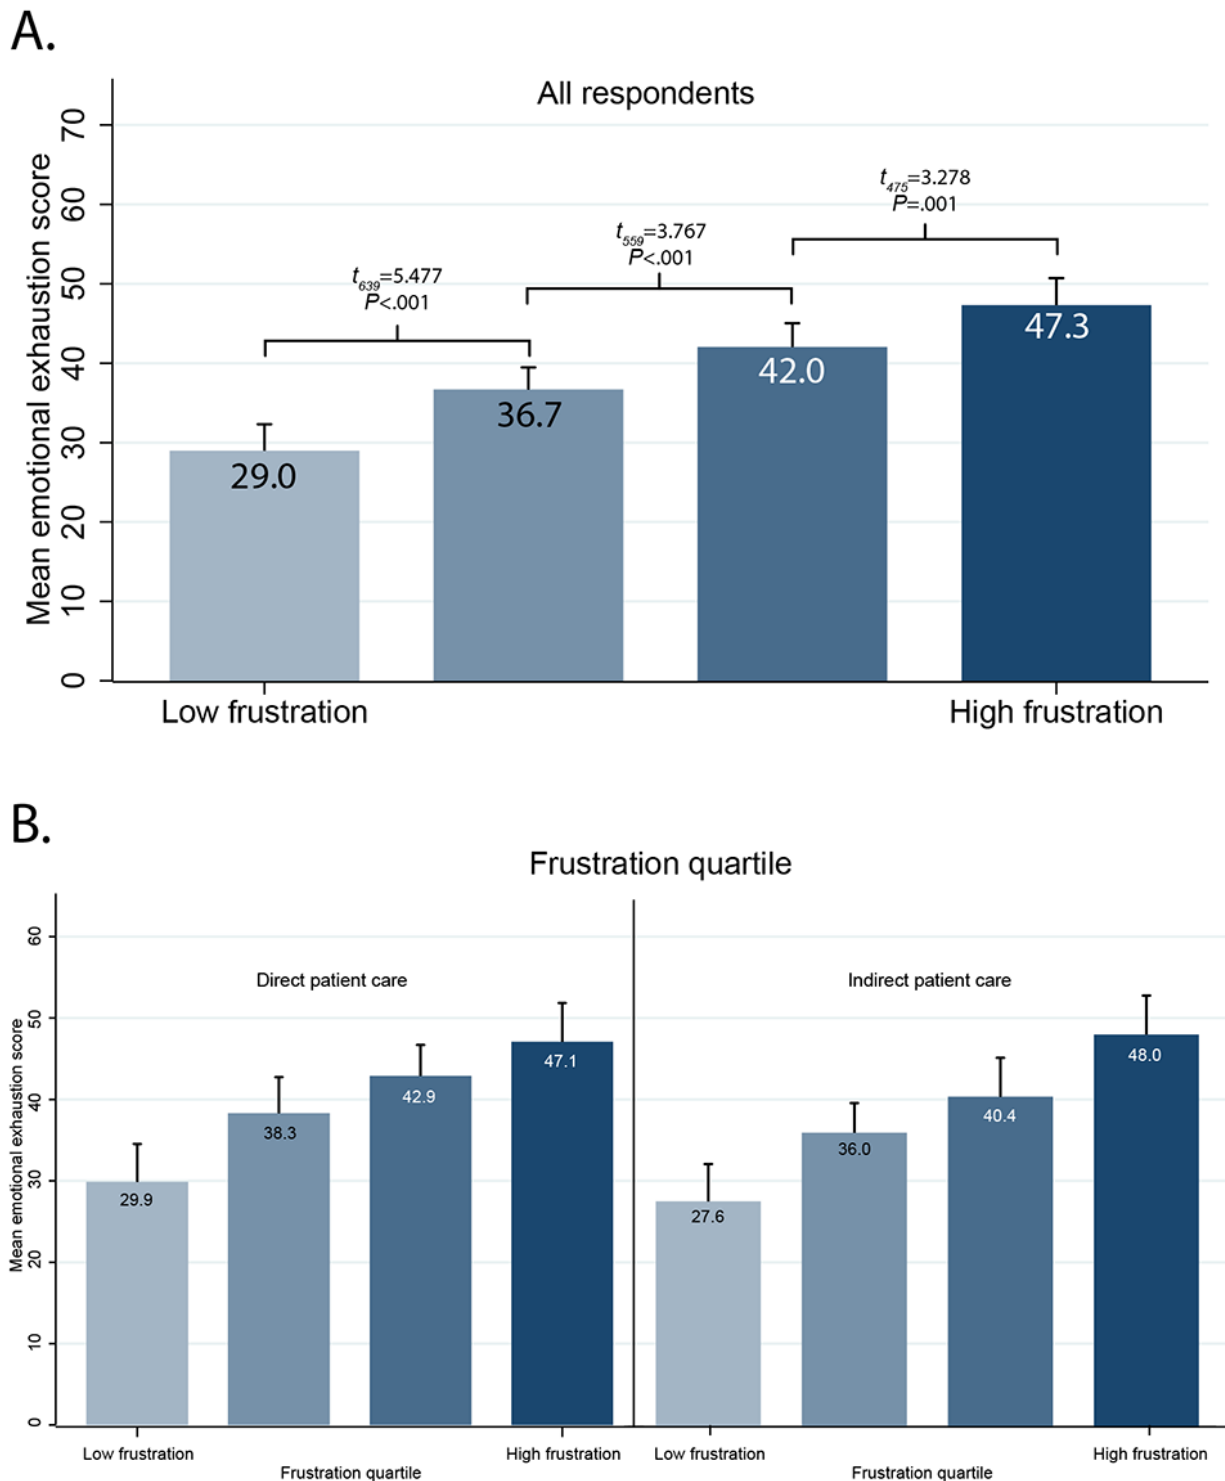 A.
All respondents
Mean emotional exhaustion score
70
60
50
40
30
20
10
0
t639=5.477
P<.001
t559=3.767
P<.001
t475=3.278
P=.001
29.0
36.7
42.0
47.3
Low frustration
High frustration
B.
Frustration quartile
Mean emotional exhaustion score
60
50
40
30
20
10
0
Direct patient care
29.9
38.3
42.9
47.1
Low frustration
High frustration
Frustration quartile
Indirect patient care
27.6
36.0
40.4
48.0
Low frustration
High frustration
Frustration quartile